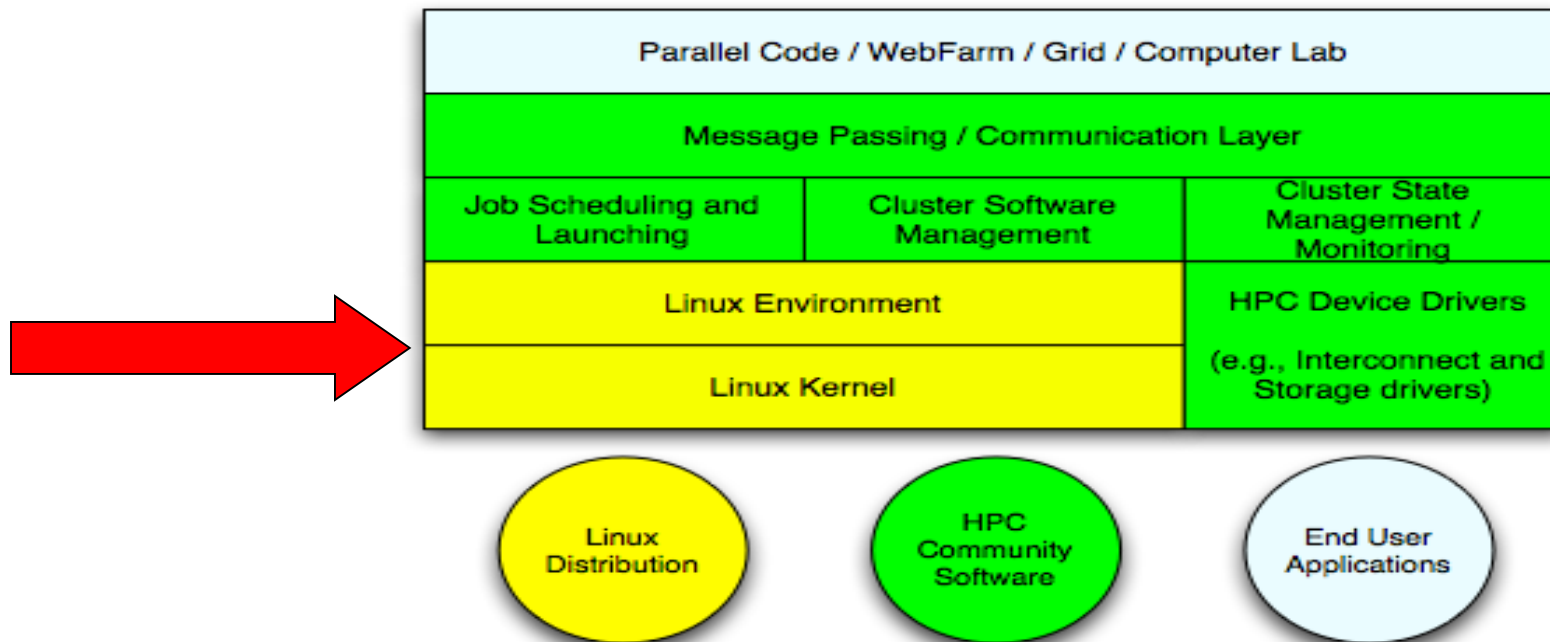 Parallel Code / WebFarm / Grid / Computer Lab
Message Passing / Communication Layer
Job Scheduling and
Launching
Cluster Software
Management
Cluster State
Management /
Monitoring
Linux Environment
Linux Kernel
HPC Device Drivers
(e.g., Interconnect and
Storage drivers)
Linux
Distribution
HPC
Community
Software
End User
Applications